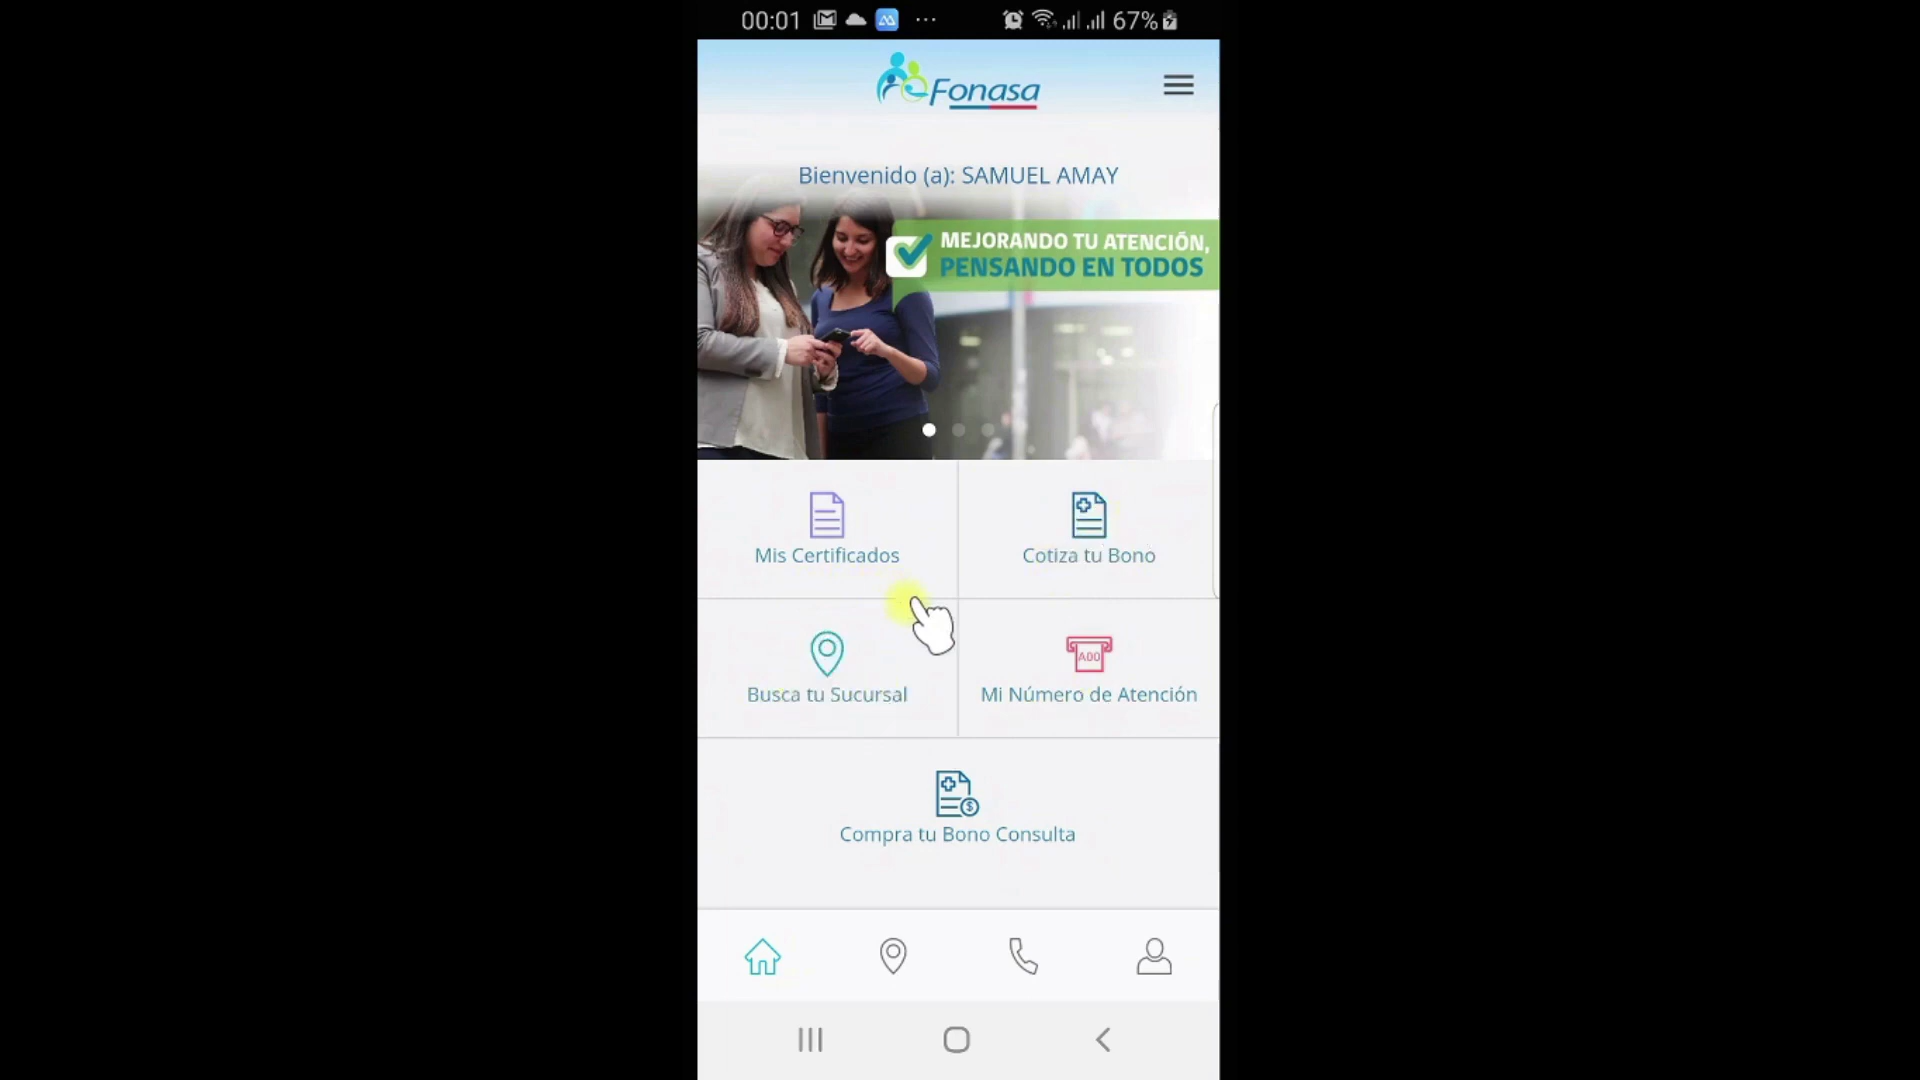 00:01 ... 67%
Fonasa
Bienvenido (a): SAMUEL AMAY
MEJORANDO TU ATENCIÓN,
PENSANDO EN TODOS
Mis Certificados
Cotiza tu Bono
A00
Busca tu Sucursal
Mi Número de Atención
Compra tu Bono Consulta